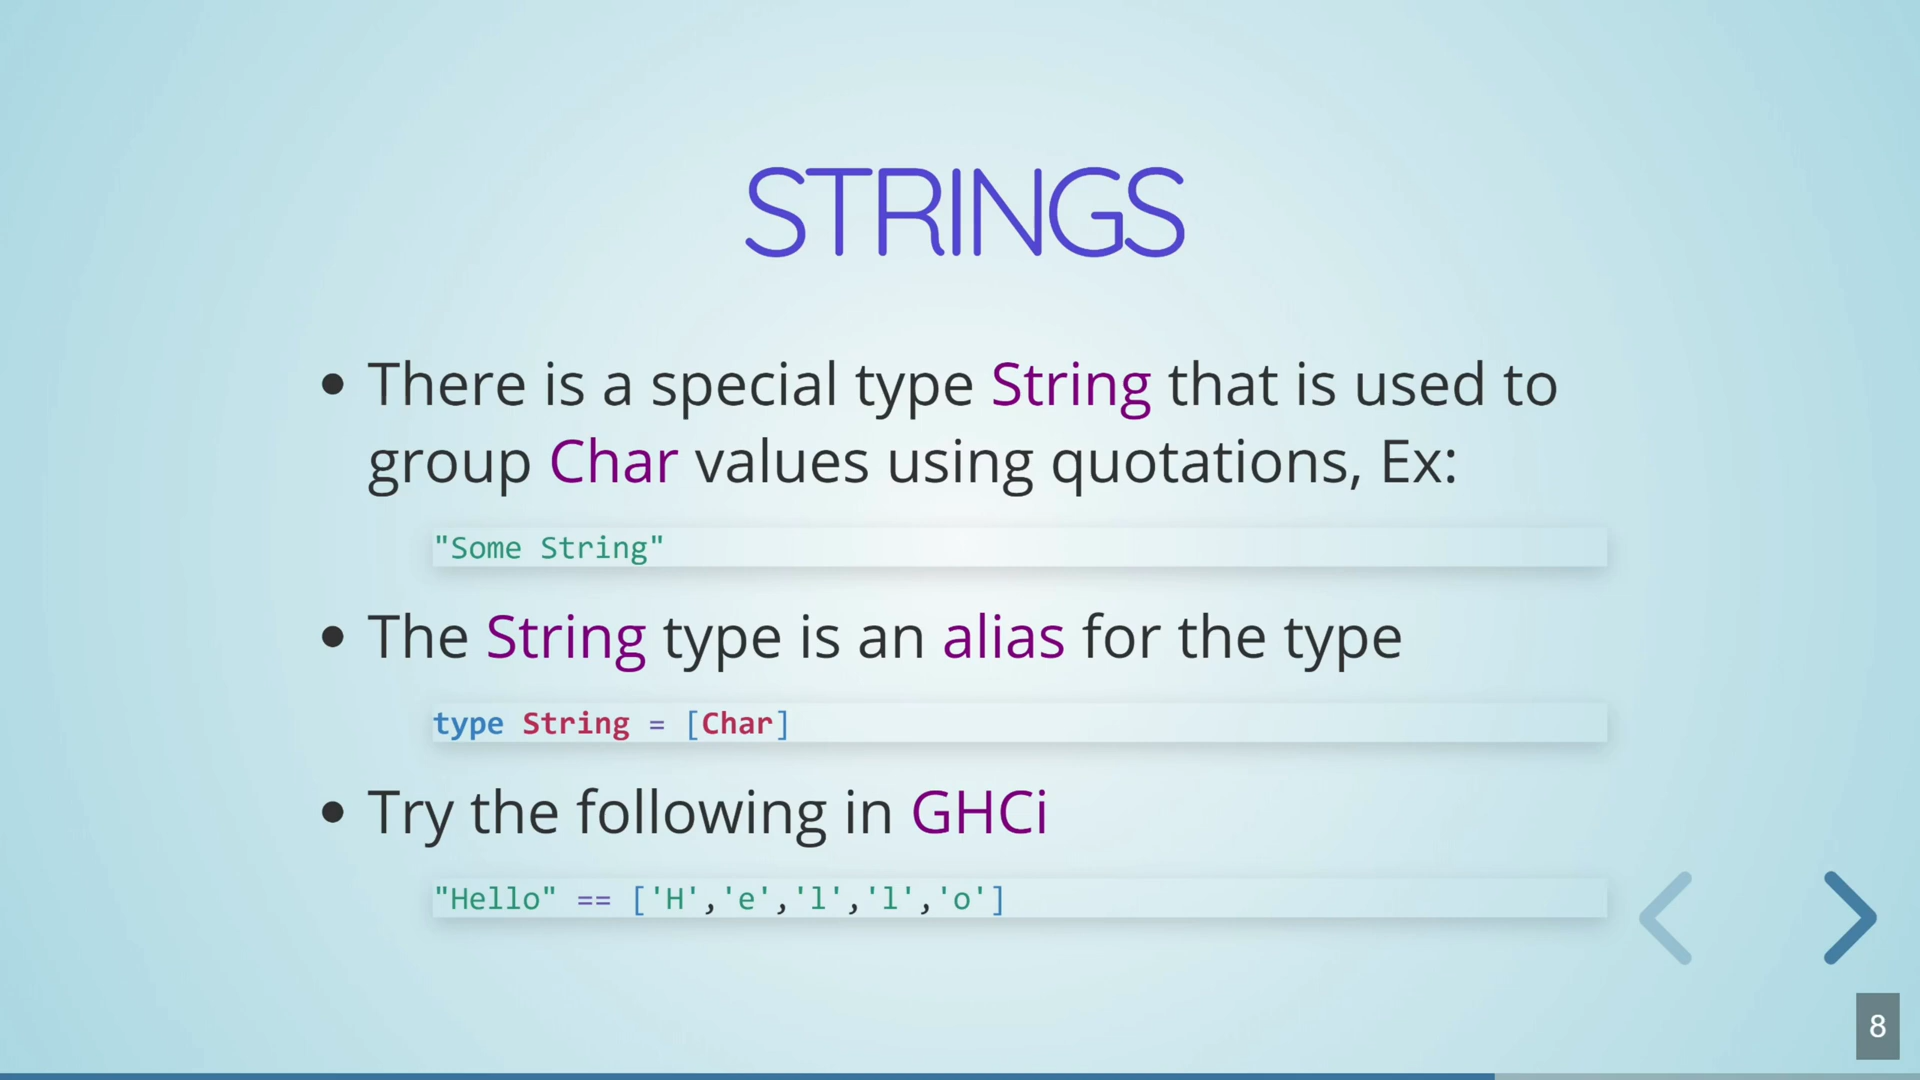 STRINGS
• There is a special type String that is used to
group Char values using quotations, Ex:
"Some String"
• The String type is an alias for the type
type String = [Char]
• Try the following in GHCi
"Hello" == ['H','e','l','l','o']
8